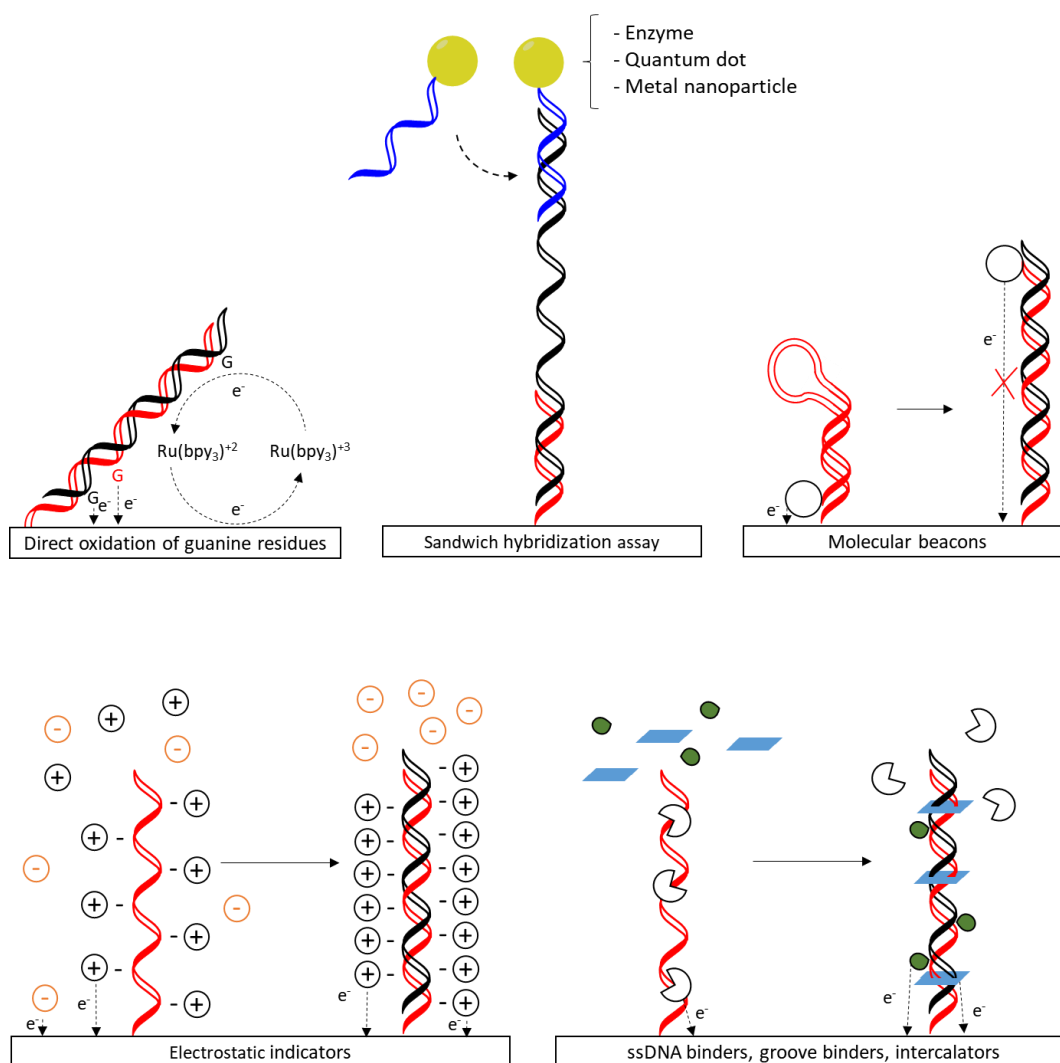 - Enzyme
- Quantum dot
- Metal nanoparticle
G
e-
Ru(bpy3)+2
Ru(bpy3)+3
G
G
e-
e-
e-
Direct oxidation of guanine residues
Sandwich hybridization assay
e-
e-
Molecular beacons
-
+
+
-
+
- +
+ -
- +
-
+ -
- +
-
+ -
- +
-
e-
e-
Electrostatic indicators
-
-
-
-
-
- +
+ - +
+ - +
+ - +
+ - +
+ - +
+ - +
+ - +
e-
e-
e-
e-
e-
ssDNA binders, groove binders, intercalators